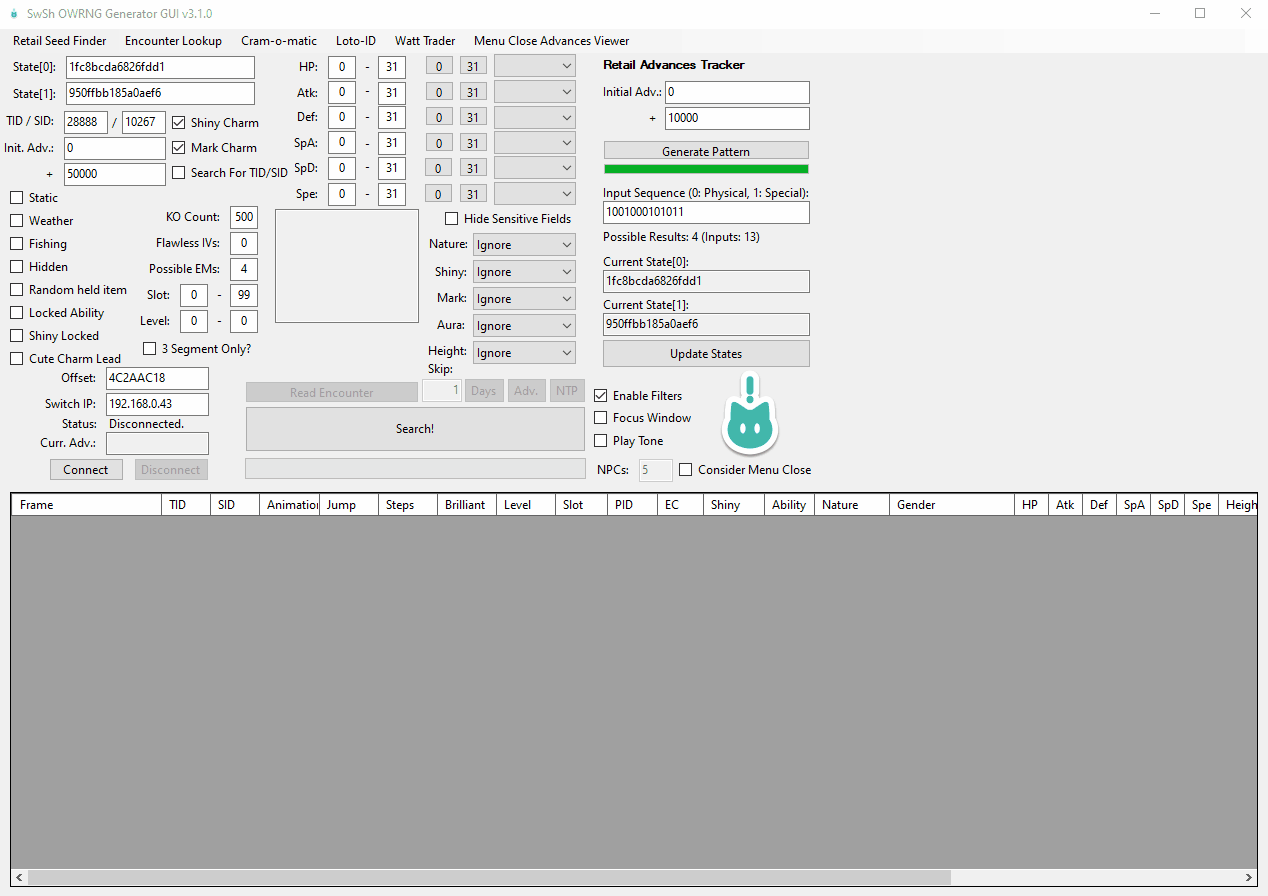 SwSh OWRNG Generator GUI v3.1.0
Retail Seed Finder Encounter Lookup Cram-o-matic Loto-ID Watt Trader Menu Close Advances Viewer
State[0]: 1fc8bcda6826fdd1
State[1]: 950ffbb185a0aef6
TID / SID: 28888 / 10267 Shiny Charm
Init. Adv.: 0 Mark Charm
+ 50000 Search For TID/SID
Static
Weather
Fishing
Hidden
Random held item
Locked Ability
Shiny Locked
Cute Charm Lead
KO Count: 500
Flawless IVs: 0
Possible EMs: 4
Slot: 0 - 99
Level: 0 - 0
3 Segment Only?
Offset: 4C2AAC18
Switch IP: 192.168.0.43
Status: Disconnected.
Curr. Adv.:
Connect Disconnect
HP: 0 - 31 0 31
Atk: 0 - 31 0 31
Def: 0 - 31 0 31
SpA: 0 - 31 0 31
SpD: 0 - 31 0 31
Spe: 0 - 31 0 31
Hide Sensitive Fields
Nature: Ignore
Shiny: Ignore
Mark: Ignore
Aura: Ignore
Height: Ignore
Skip:
Read Encounter 1 Days Adv. NTP
Search!
Retail Advances Tracker
Initial Adv.: 0
+ 10000
Generate Pattern
Input Sequence (0: Physical, 1: Special):
1001000101011
Possible Results: 4 (Inputs: 13)
Current State[0]:
1fc8bcda6826fdd1
Current State[1]:
950ffbb185a0aef6
Update States
Enable Filters
Focus Window
Play Tone
NPCs: 5 Consider Menu Close
Frame TID SID Animation Jump Steps Brilliant Level Slot PID EC Shiny Ability Nature Gender HP Atk Def SpA SpD Spe Heigh